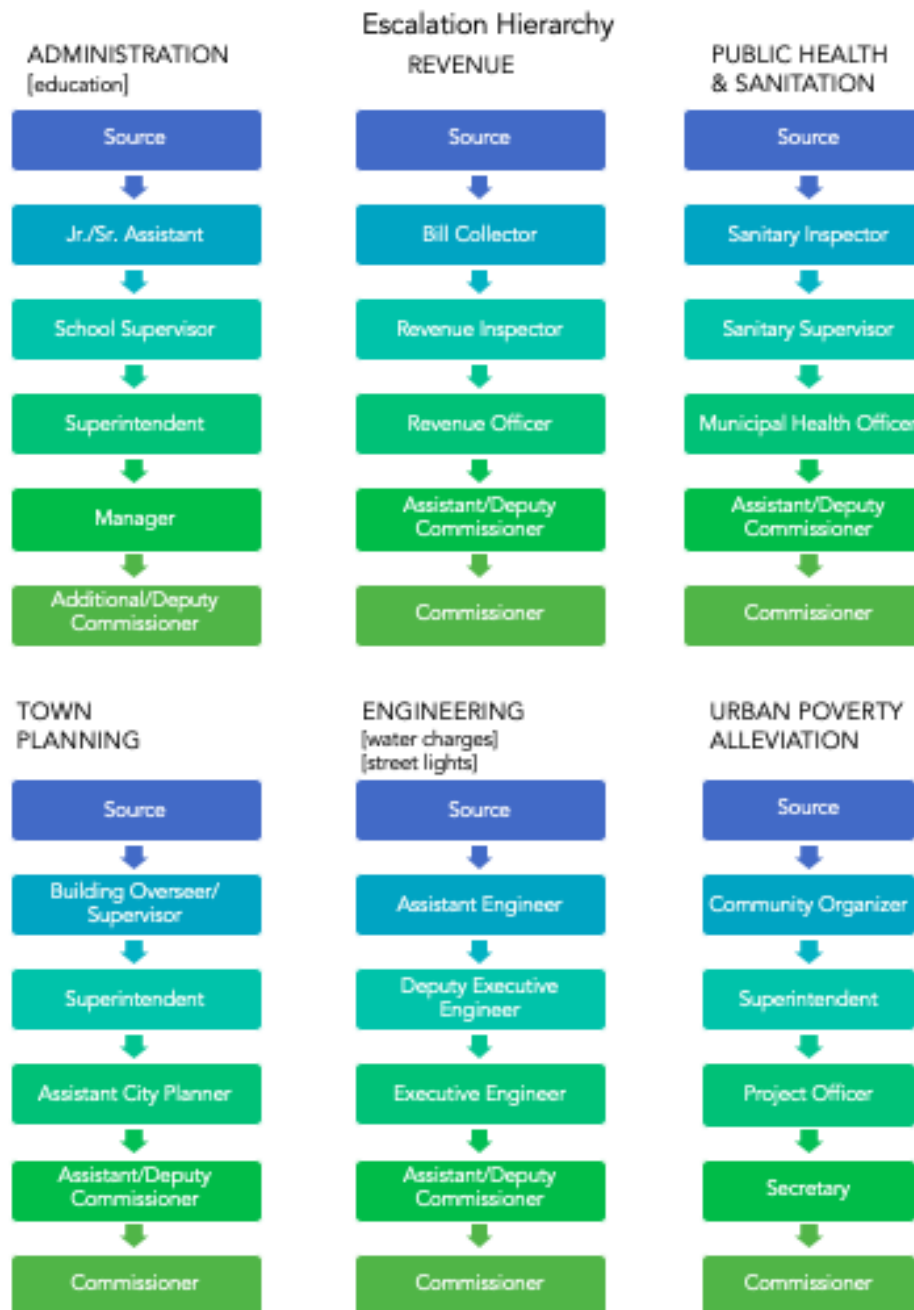 Escalation Hierarchy
ADMINISTRATION
[education]
Source
Jr./Sr. Assistant
School Supervisor
Superintendent
Manager
Additional/Deputy
Commissioner
REVENUE
Source
Bill Collector
Revenue Inspector
Revenue Officer
Assistant/Deputy
Commissioner
Commissioner
PUBLIC HEALTH
& SANITATION
Source
Sanitary Inspector
Sanitary Supervisor
Municipal Health Officer
Assistant/Deputy
Commissioner
Commissioner
TOWN
PLANNING
Source
Building Overseer/
Supervisor
Superintendent
Assistant City Planner
Assistant/Deputy
Commissioner
Commissioner
ENGINEERING
[water charges]
[street lights]
Source
Assistant Engineer
Deputy Executive
Engineer
Executive Engineer
Assistant/Deputy
Commissioner
Commissioner
URBAN POVERTY
ALLEVIATION
Source
Community Organizer
Superintendent
Project Officer
Secretary
Commissioner